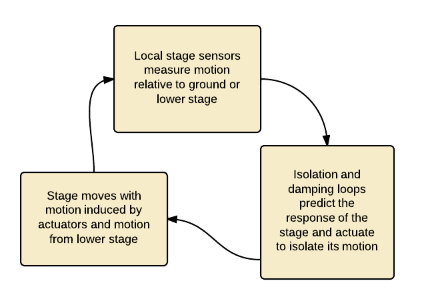 Local stage sensors
measure motion
relative to ground or
lower stage
Isolation and
damping loops
predict the
response of the
stage and actuate
to isolate its motion
Stage moves with
motion induced by
actuators and motion
from lower stage